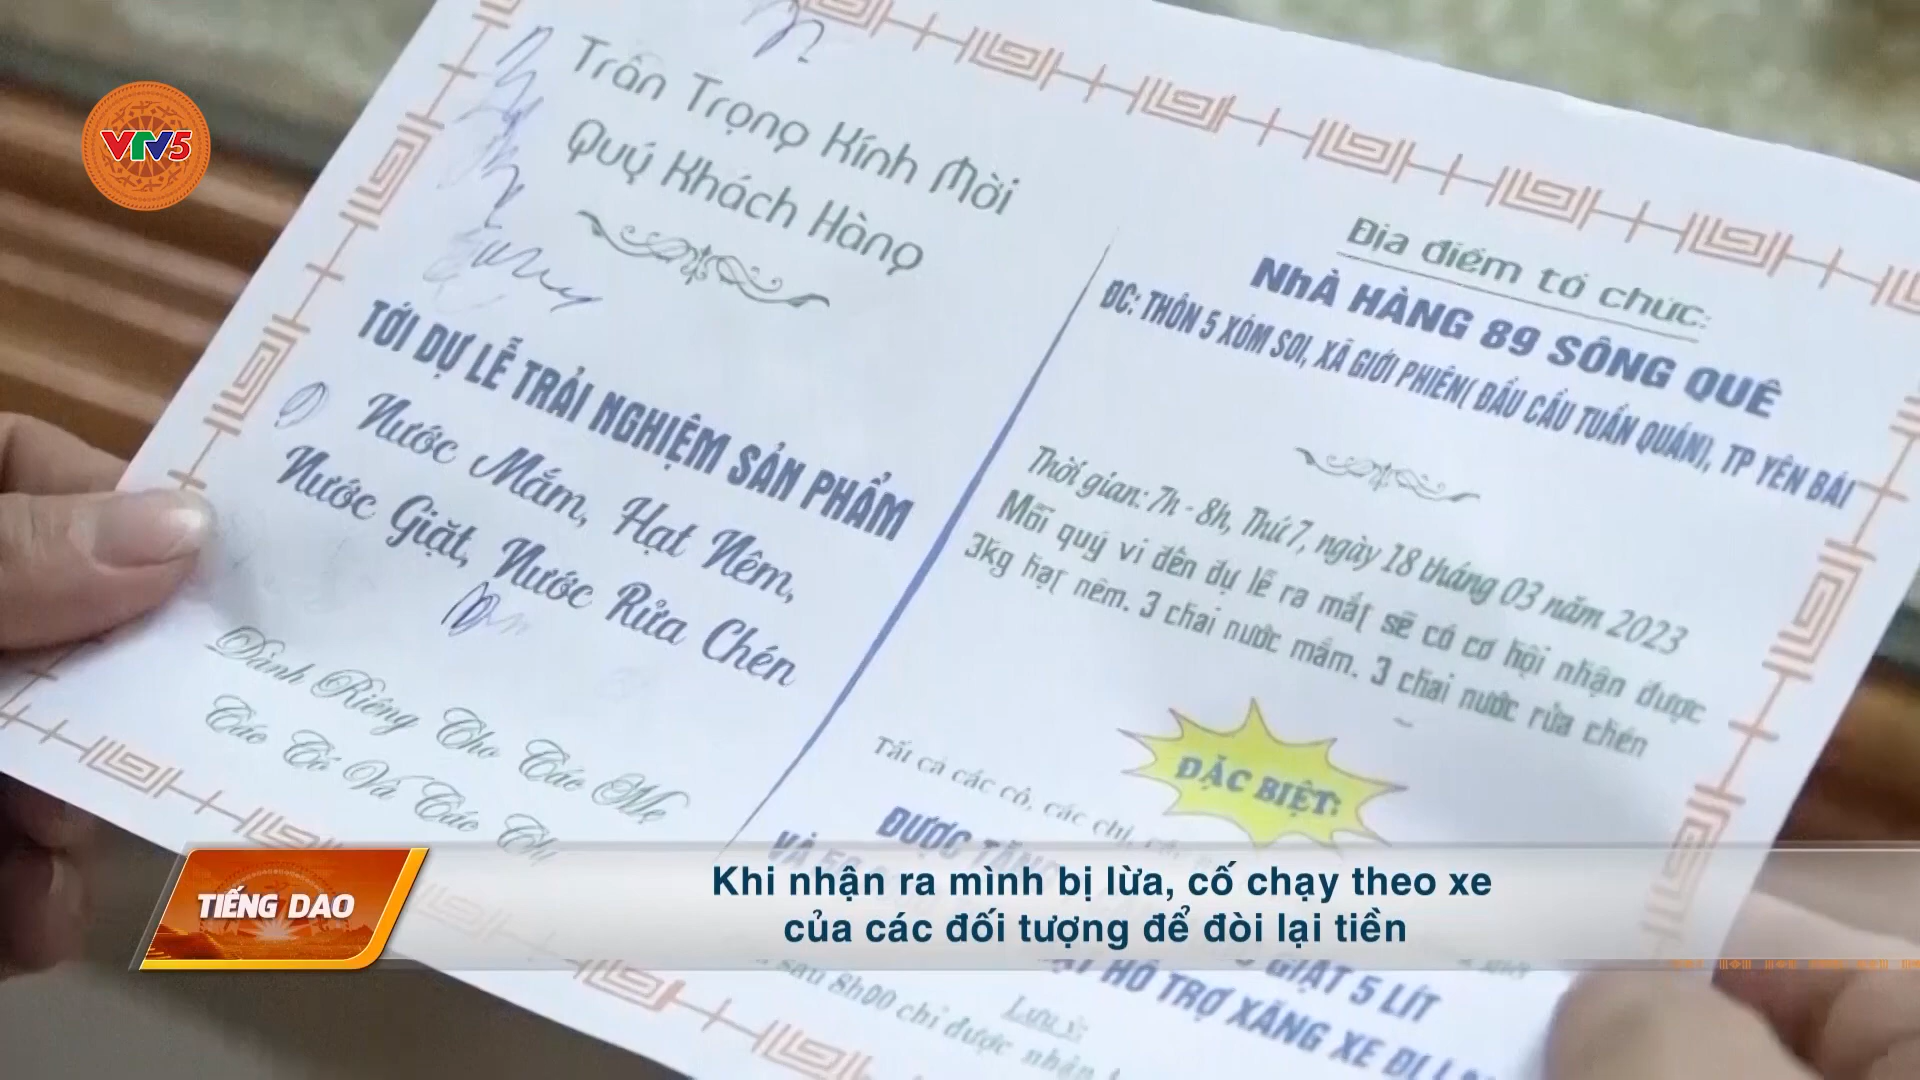 VTV5
Trân Trọng Kính Mời
Quý Khách Hàng
TỚI DỰ LỄ TRẢI NGHIỆM SẢN PHẨM
Nước Mắm, Hạt Nêm,
Nước Giặt, Nước Rửa Chén
Dành Riêng Cho Các Mẹ
Các Cô Và Các
Địa điểm tổ chức:
NhÀ HÀNG 89 SÔNG QUÊ
ĐC: THÔN 5 XÓM SOI, XÃ GIỚI PHIÊN( ĐẦU CẦU TUẦN QUÁN), TP YÊN BÁI
Thời gian: 7h - 8h, Thứ 7, ngày 18 tháng 03 năm 2023
Mỗi quý vị đến dự lễ ra mắt sẽ có cơ hội nhận được
3kg hạt nêm. 3 chai nước mắm. 3 chai nước rửa chén
ĐẶC BIỆT:
Tất cả các cô, các chị,
ĐƯỢC TẶNG
VÀ
GIẶT 5 LÍT
HỖ TRỢ XĂNG XE ĐI
Lưu ý:
sau 8h00 chỉ được nhận
TIẾNG DAO
Khi nhận ra mình bị lừa, cố chạy theo xe
của các đối tượng để đòi lại tiền